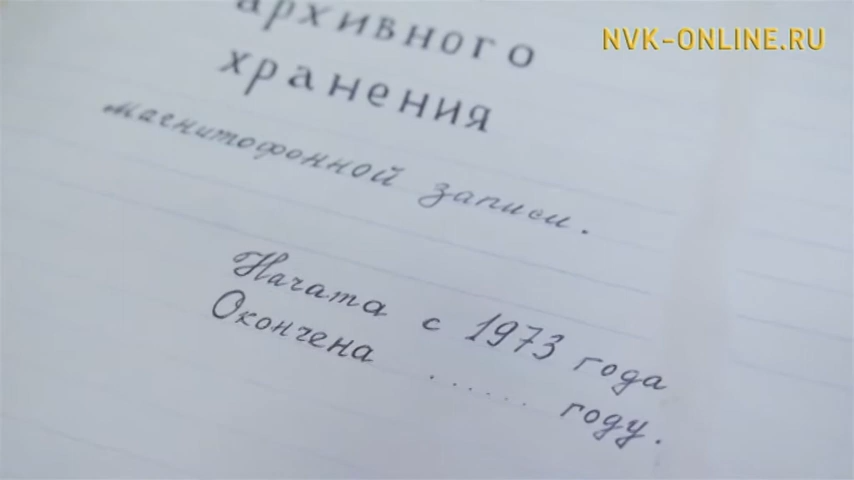 NVK-ONLINE.RU
архивного
хранения
магнитофонной записи.
Начата с 1973 года
Окончена ...... году.